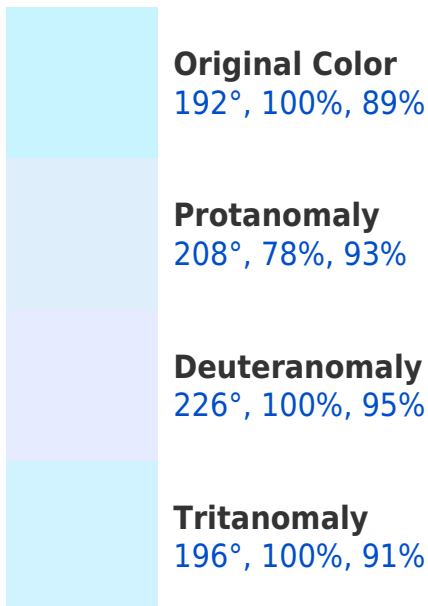 Original Color
192°, 100%, 89%
Protanomaly
208°, 78%, 93%
Deuteranomaly
226°, 100%, 95%
Tritanomaly
196°, 100%, 91%